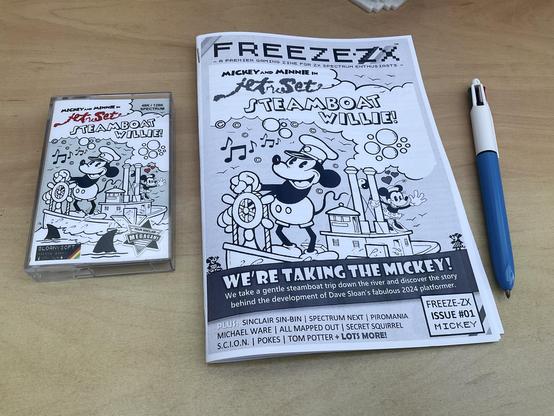 MICKEY AND MINNIE IN
Jet Set
STEAMBOAT
WILLIE!
48K / 128K
SPECTRUM
SLOANYSOFT
MEGAGAME
FREEZE-ZX
- A PREMIER GAMING ZINE FOR ZX SPECTRUM ENTHUSIASTS -
MICKEY AND MINNIE IN
Jet Set
STEAMBOAT
WILLIE!
WE'RE TAKING THE MICKEY!
We take a gentle steamboat trip down the river and discover the story
behind the development of Dave Sloan's fabulous 2024 platformer.
PLUS: SINCLAIR SIN-BIN | SPECTRUM NEXT | PIROMANIA
MICHAEL WARE | ALL MAPPED OUT | SECRET SQUIRREL
S.C.I.O.N. | POKES | TOM POTTER + LOTS MORE!
FREEZE-ZX
ISSUE #01
MICKEY